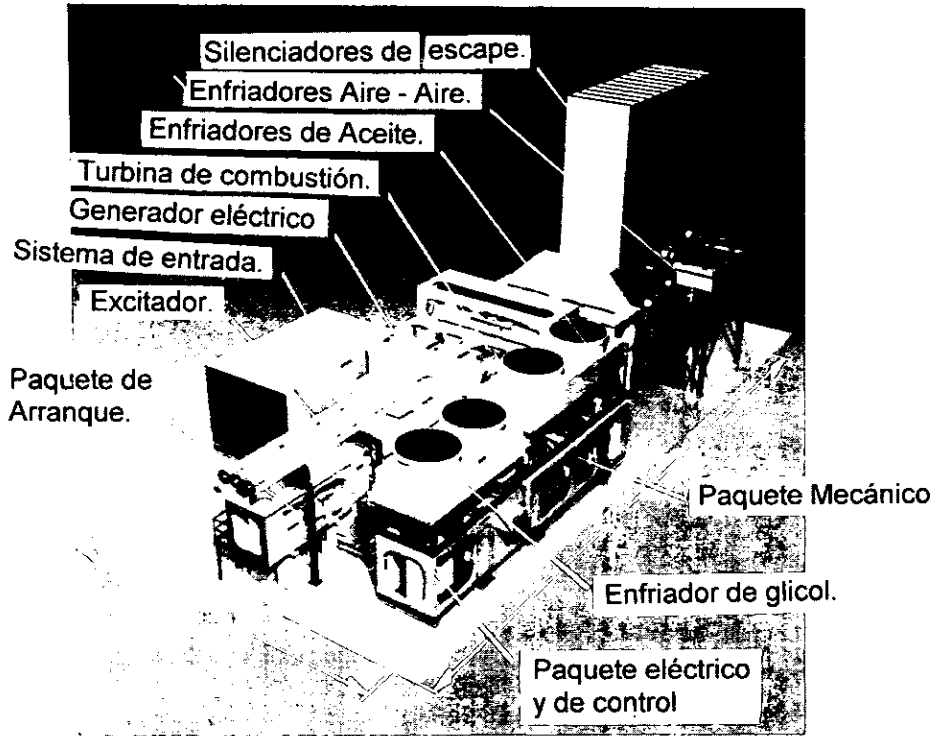 Silenciadores de escape.
Enfriadores Aire - Aire.
Enfriadores de Aceite.
Turbina de combustión.
Generador eléctrico
Sistema de entrada.
Excitador.
Paquete de
Arranque.
Paquete Mecánico
Enfriador de glicol.
Paquete eléctrico
y de control